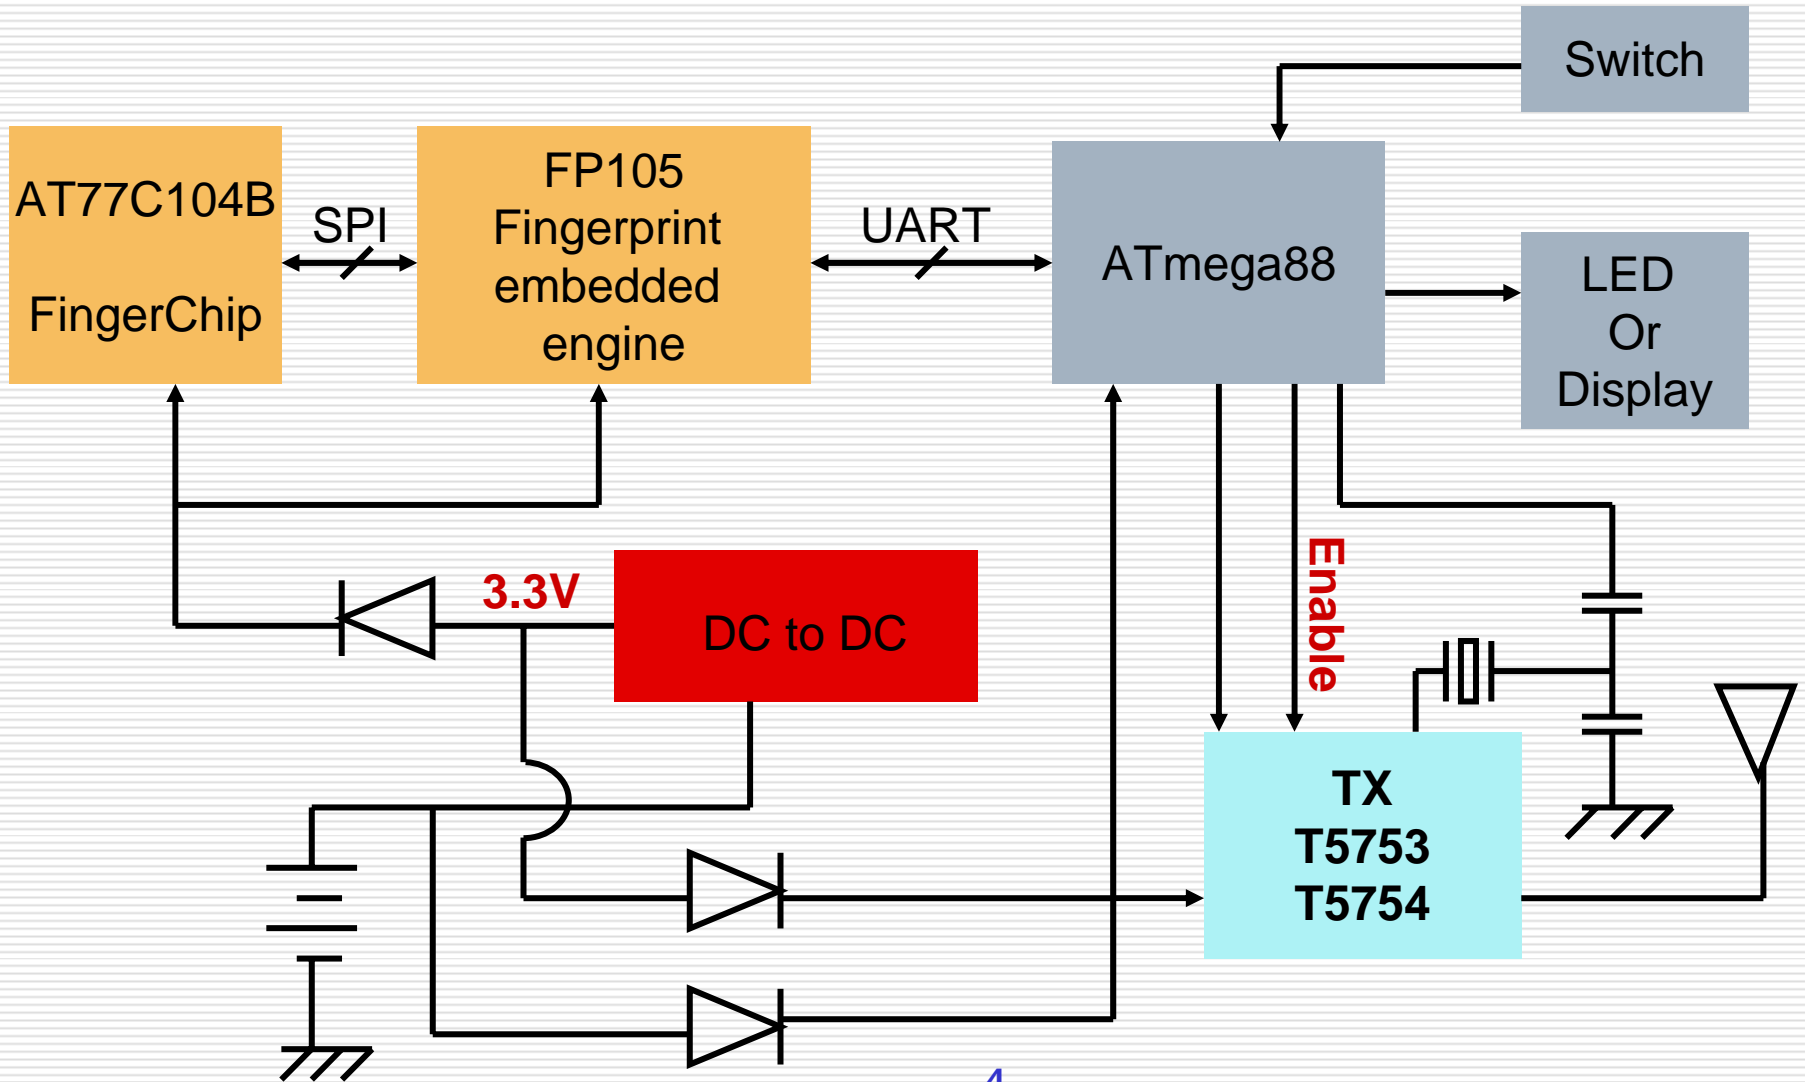 Switch
AT77C104B
FingerChip
SPI
FP105
Fingerprint
embedded
engine
UART
ATmega88
LED
Or
Display
Enable
3.3V
DC to DC
TX
T5753
T5754
4